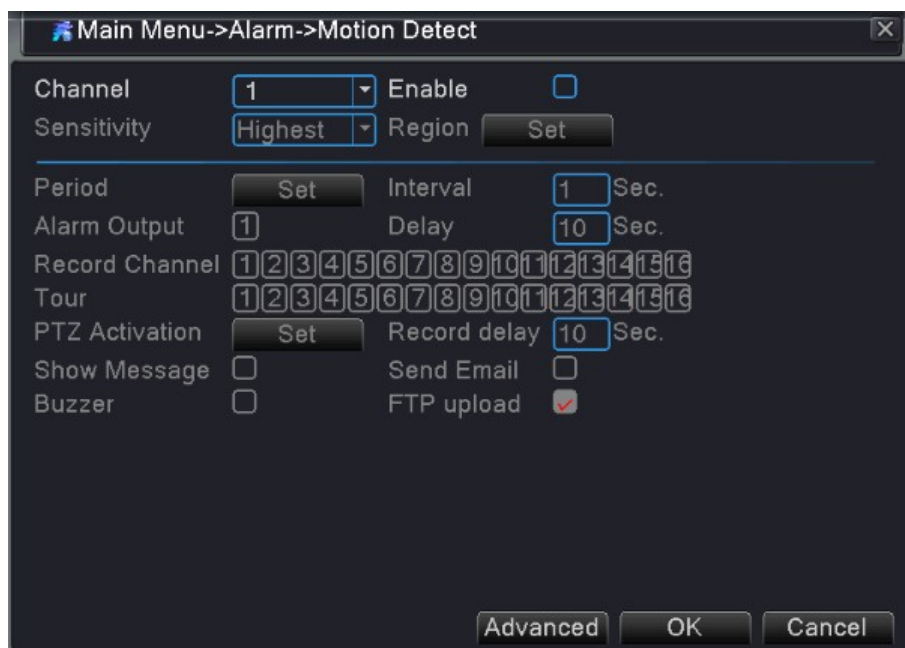 Main Menu->Alarm->Motion Detect
Channel 1 Enable
Sensitivity Highest Region Set
Period Set Interval 1 Sec.
Alarm Output 1 Delay 10 Sec.
Record Channel 1 2 3 4 5 6 7 8 9 10 11 12 13 14 15 16
Tour 1 2 3 4 5 6 7 8 9 10 11 12 13 14 15 16
PTZ Activation Set Record delay 10 Sec.
Show Message Send Email
Buzzer FTP upload
Advanced OK Cancel